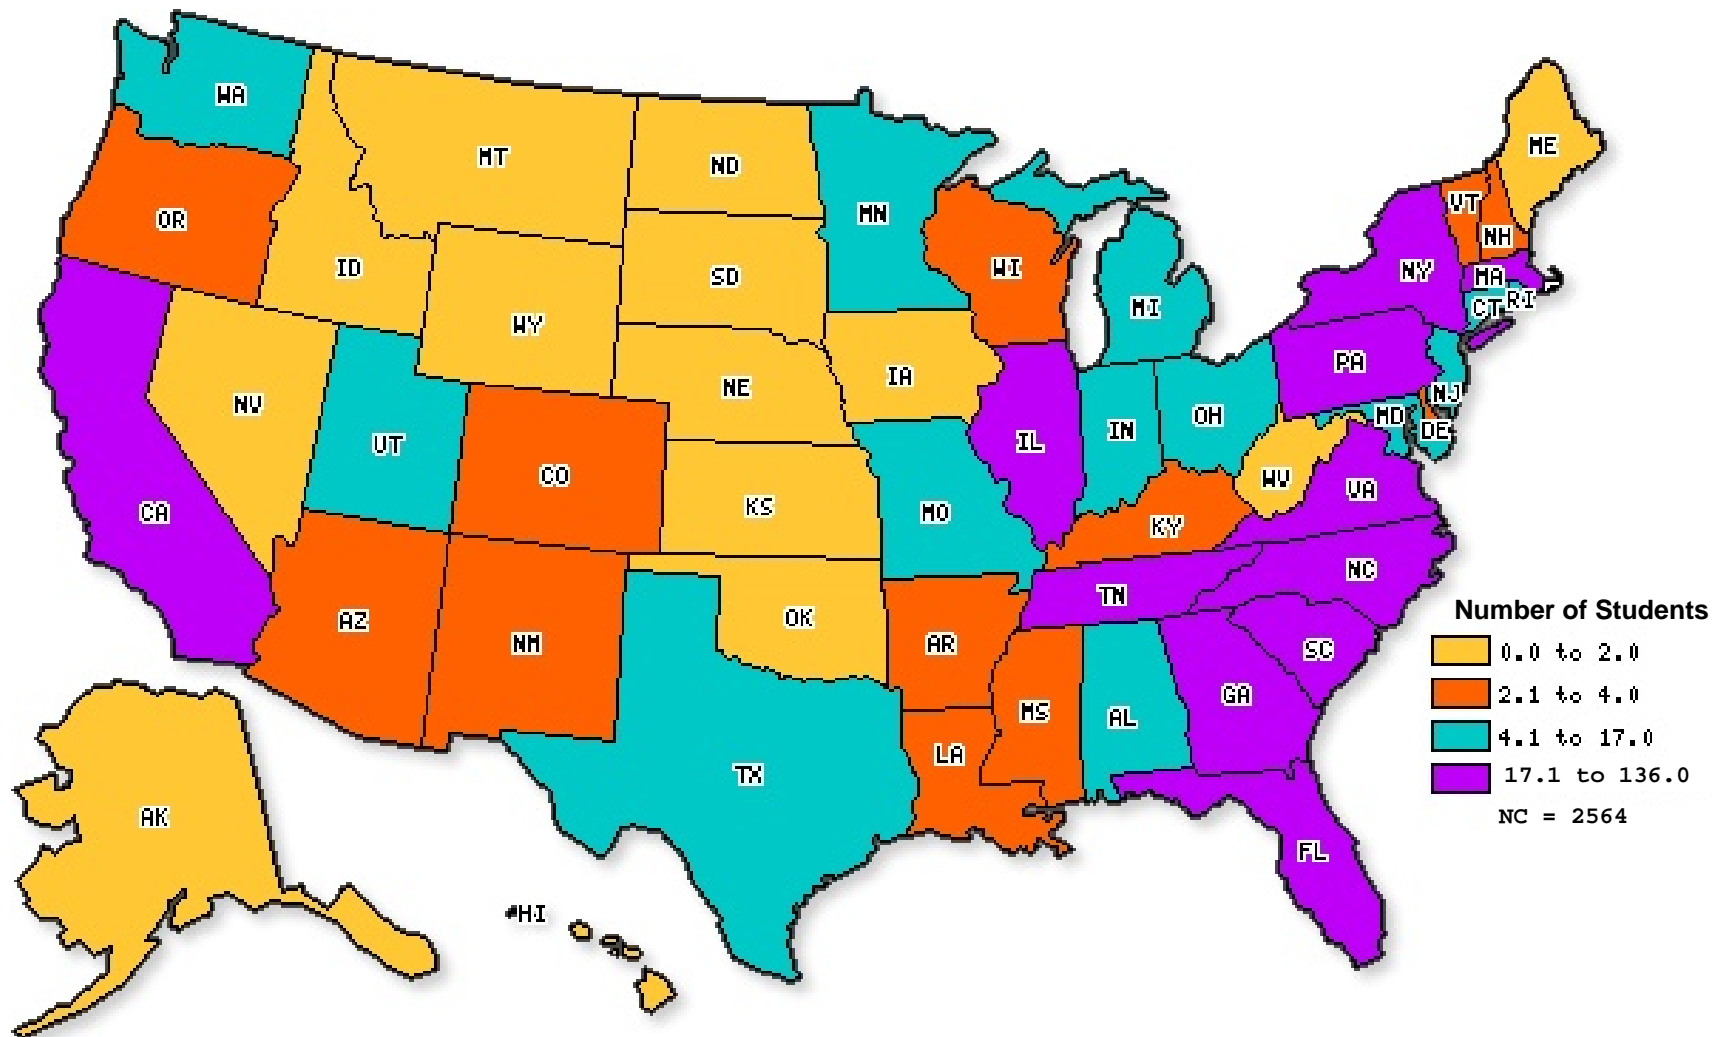 WA
MT
ND
MN
ME
OR
ID
SD
WI
VT
NH
WY
MI
NY
MA
CT
RI
NV
UT
NE
IA
PA
NJ
CO
IL
IN
OH
MD
DE
WV
VA
CA
KS
MO
KY
AZ
NM
OK
AR
TN
NC
SC
TX
LA
MS
AL
GA
FL
AK
HI
Number of Students
0.0 to 2.0
2.1 to 4.0
4.1 to 17.0
17.1 to 136.0
NC = 2564